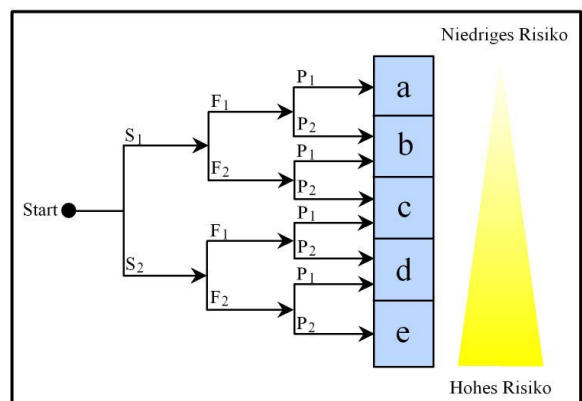 Niedriges Risiko
P₁
a
F₁
P₂
S₁
b
P₁
F₂
P₂
Start
c
P₁
F₁
P₂
S₂
d
P₁
F₂
P₂
e
Hohes Risiko